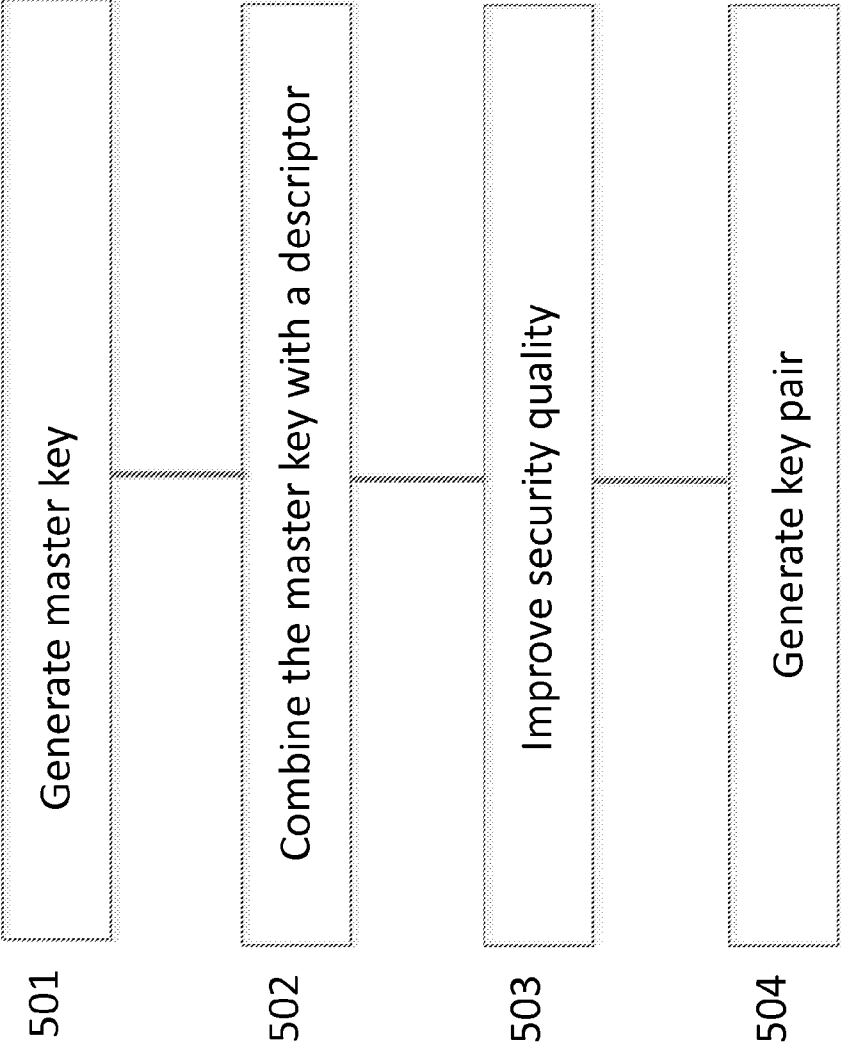 501 Generate master key
502 Combine the master key with a descriptor
503 Improve security quality
504 Generate key pair